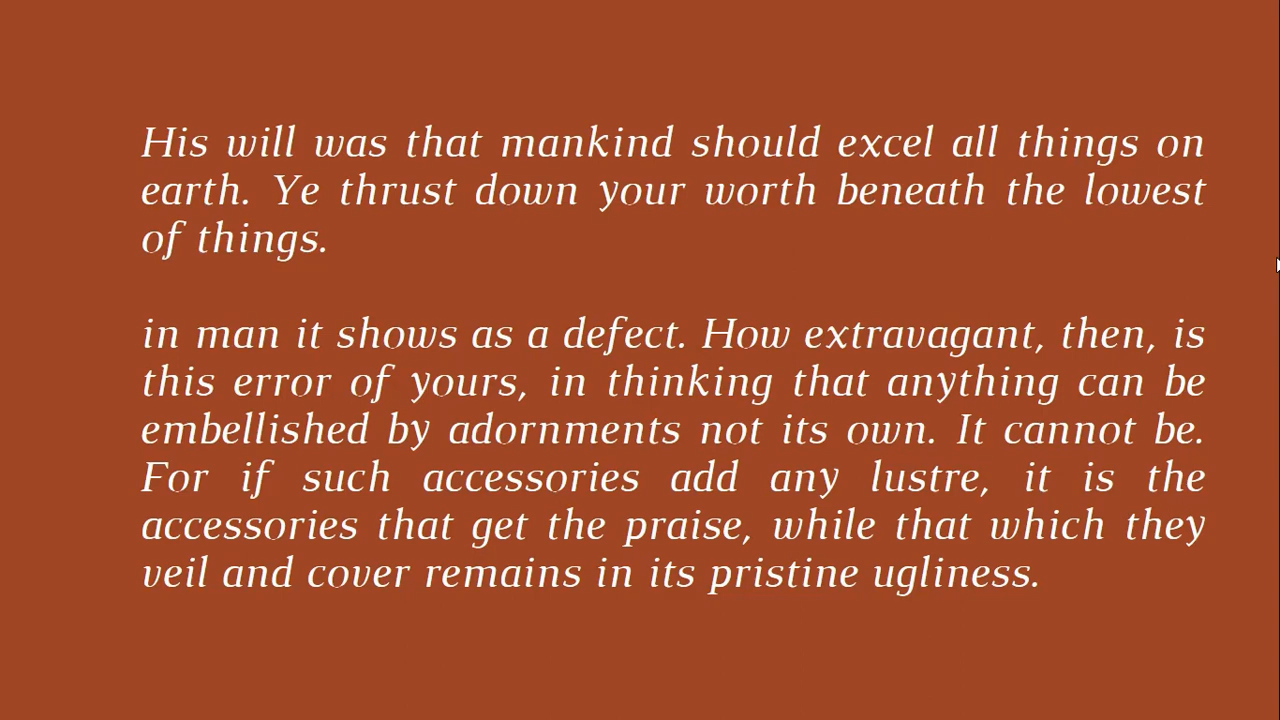 His will was that mankind should excel all things on
earth. Ye thrust down your worth beneath the lowest
of things.
in man it shows as a defect. How extravagant, then, is
this error of yours, in thinking that anything can be
embellished by adornments not its own. It cannot be.
For if such accessories add any lustre, it is the
accessories that get the praise, while that which they
veil and cover remains in its pristine ugliness.